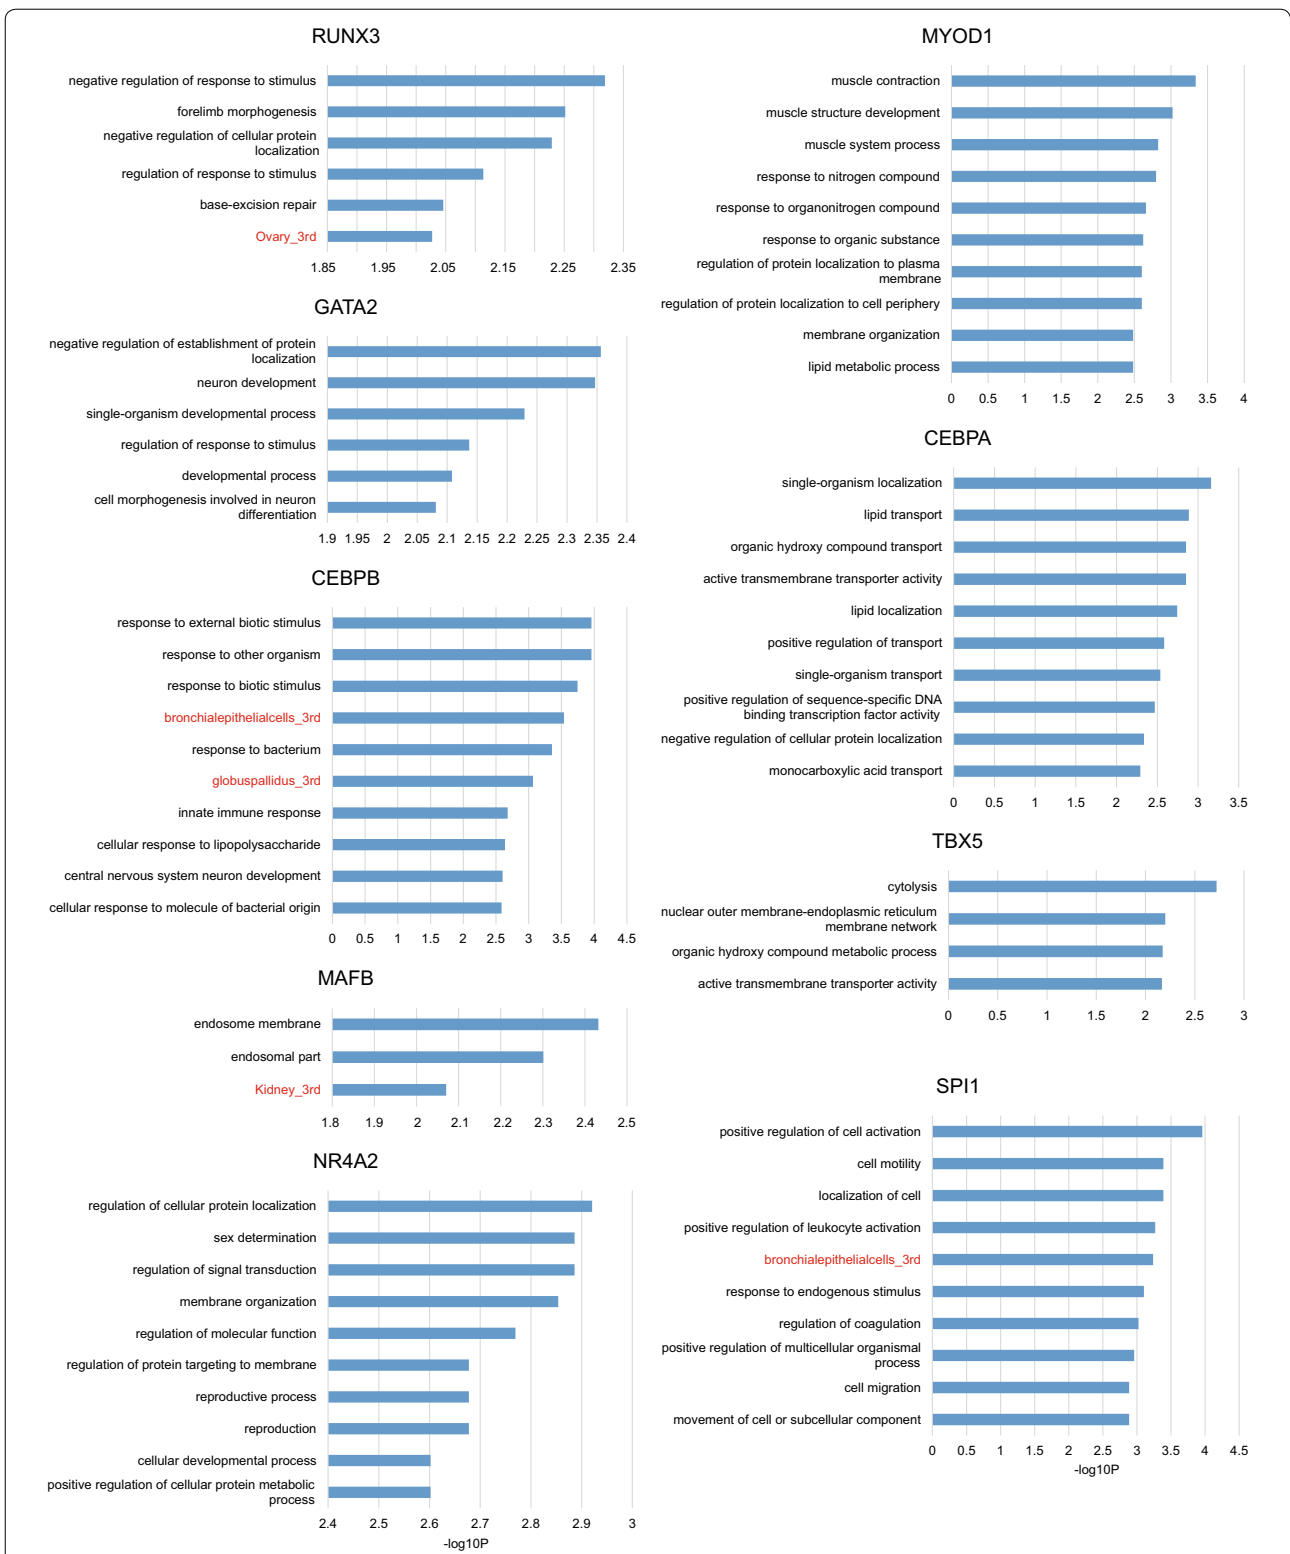 RUNX3
negative regulation of response to stimulus
forelimb morphogenesis
negative regulation of cellular protein
localization
regulation of response to stimulus
base-excision repair
Ovary_3rd
1.85 1.95 2.05 2.15 2.25 2.35
GATA2
negative regulation of establishment of protein
localization
neuron development
single-organism developmental process
regulation of response to stimulus
developmental process
cell morphogenesis involved in neuron
differentiation
1.9 1.95 2 2.05 2.1 2.15 2.2 2.25 2.3 2.35 2.4
CEBPB
response to external biotic stimulus
response to other organism
response to biotic stimulus
bronchialepithelialcells_3rd
response to bacterium
globuspallidus_3rd
innate immune response
cellular response to lipopolysaccharide
central nervous system neuron development
cellular response to molecule of bacterial origin
0 0.5 1 1.5 2 2.5 3 3.5 4 4.5
MAFB
endosome membrane
endosomal part
Kidney_3rd
1.8 1.9 2 2.1 2.2 2.3 2.4 2.5
NR4A2
regulation of cellular protein localization
sex determination
regulation of signal transduction
membrane organization
regulation of molecular function
regulation of protein targeting to membrane
reproductive process
reproduction
cellular developmental process
positive regulation of cellular protein metabolic
process
2.4 2.5 2.6 2.7 2.8 2.9 3
-log10P
MYOD1
muscle contraction
muscle structure development
muscle system process
response to nitrogen compound
response to organonitrogen compound
response to organic substance
regulation of protein localization to plasma
membrane
regulation of protein localization to cell periphery
membrane organization
lipid metabolic process
0 0.5 1 1.5 2 2.5 3 3.5 4
CEBPA
single-organism localization
lipid transport
organic hydroxy compound transport
active transmembrane transporter activity
lipid localization
positive regulation of transport
single-organism transport
positive regulation of sequence-specific DNA
binding transcription factor activity
negative regulation of cellular protein localization
monocarboxylic acid transport
0 0.5 1 1.5 2 2.5 3 3.5
TBX5
cytolysis
nuclear outer membrane-endoplasmic reticulum
membrane network
organic hydroxy compound metabolic process
active transmembrane transporter activity
0 0.5 1 1.5 2 2.5 3
SPI1
positive regulation of cell activation
cell motility
localization of cell
positive regulation of leukocyte activation
bronchialepithelialcells_3rd
response to endogenous stimulus
regulation of coagulation
positive regulation of multicellular organismal
process
cell migration
movement of cell or subcellular component
0 0.5 1 1.5 2 2.5 3 3.5 4 4.5
-log10P